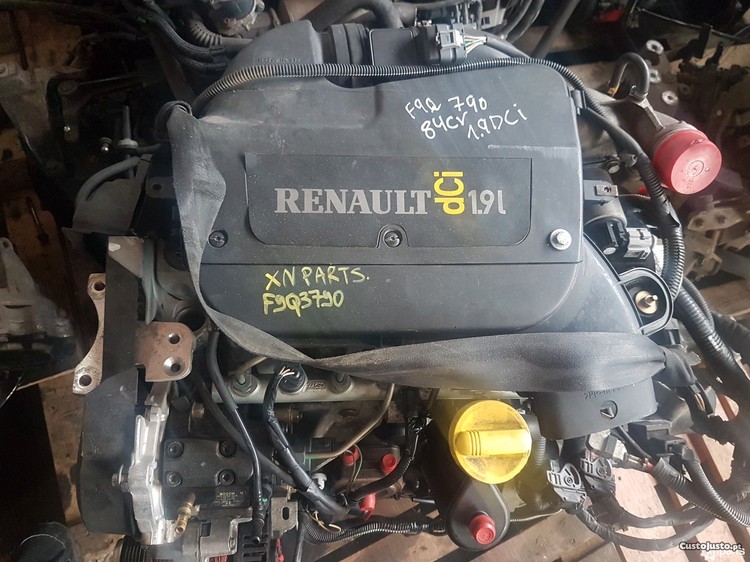 F9Q 790
84CV 1.9DCi
RENAULT dCi 1.9l
XN PARTS.
F9Q3790
CustoJusto.pt